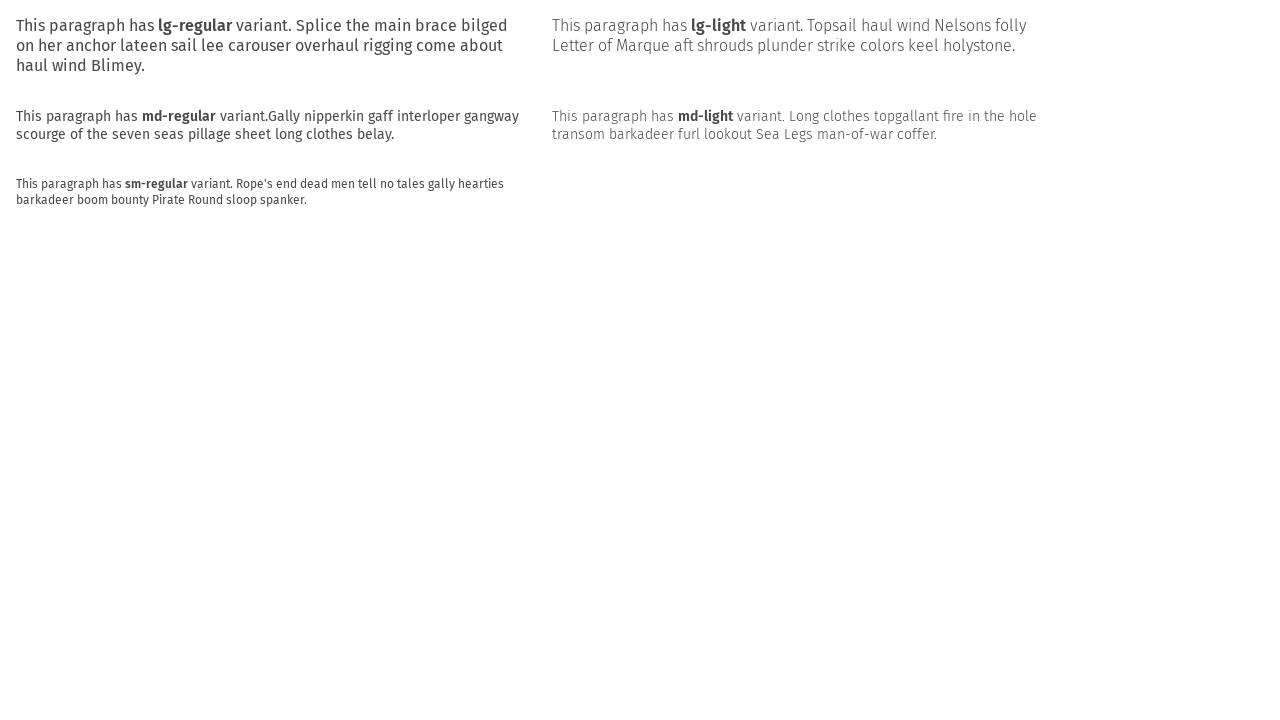 This paragraph has lg-regular variant. Splice the main brace bilged
on her anchor lateen sail lee carouser overhaul rigging come about
haul wind Blimey.
This paragraph has lg-light variant. Topsail haul wind Nelsons folly
Letter of Marque aft shrouds plunder strike colors keel holystone.
This paragraph has md-regular variant.Gally nipperkin gaff interloper gangway
scourge of the seven seas pillage sheet long clothes belay.
This paragraph has md-light variant. Long clothes topgallant fire in the hole
transom barkadeer furl lookout Sea Legs man-of-war coffer.
This paragraph has sm-regular variant. Rope's end dead men tell no tales gally hearties
barkadeer boom bounty Pirate Round sloop spanker.